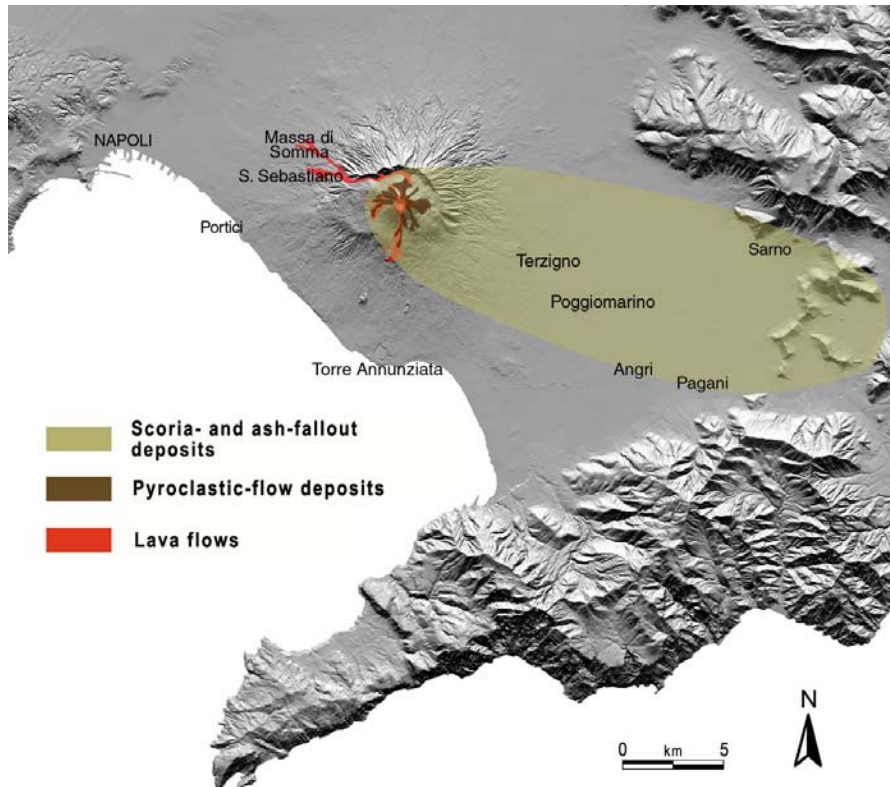 NAPOLI
Massa di
Somma
S. Sebastiano
Portici
Terzigno
Sarno
Poggiomarino
Torre Annunziata
Angri
Pagani
Scoria- and ash-fallout
deposits
Pyroclastic-flow deposits
Lava flows
N
0 km 5